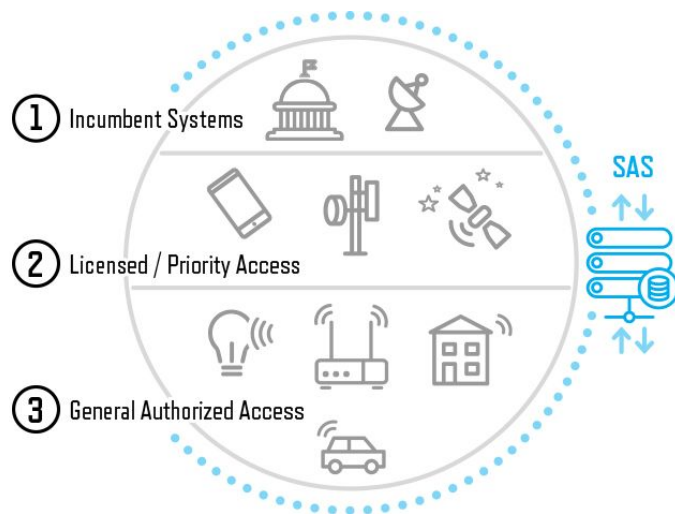 1 Incumbent Systems
SAS
2 Licensed / Priority Access
3 General Authorized Access